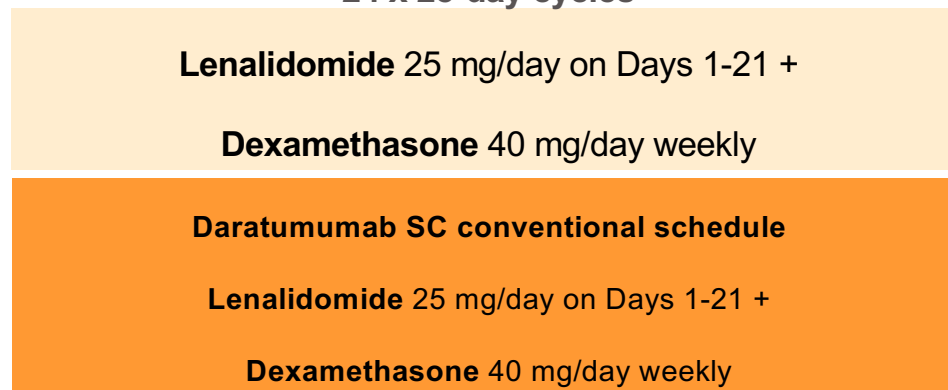 Lenalidomide 25 mg/day on Days 1-21 +
Dexamethasone 40 mg/day weekly
Daratumumab SC conventional schedule
Lenalidomide 25 mg/day on Days 1-21 +
Dexamethasone 40 mg/day weekly